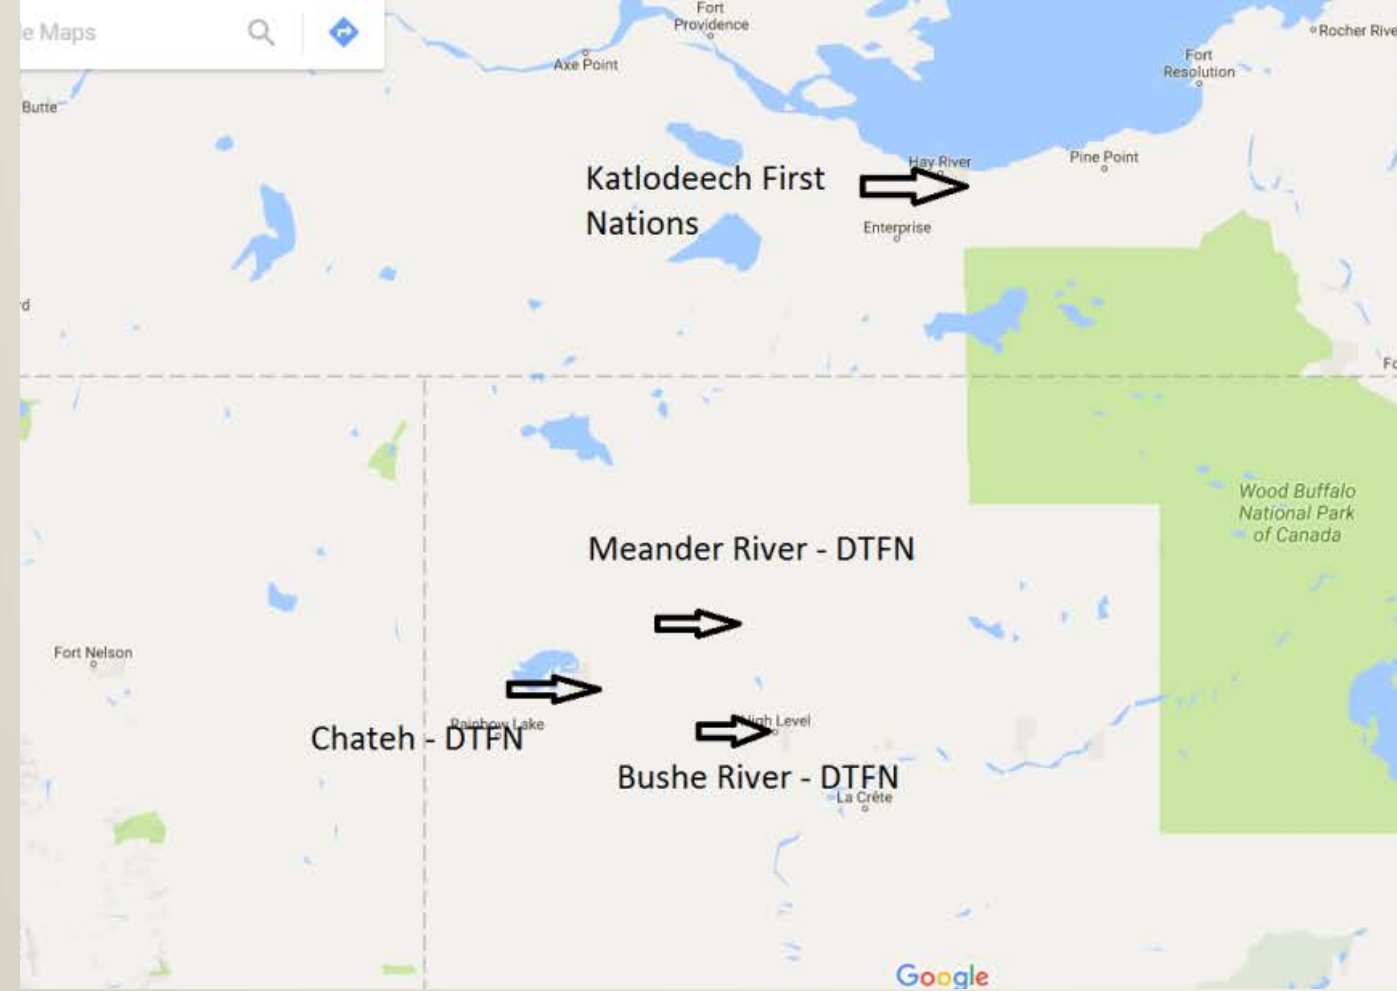 e Maps
Fort
Providence
Rocher Rive
Axe Point
Fort
Resolution
Butte
Hay River
Pine Point
Katlodeech First
Nations
Enterprise
d
Fo
Wood Buffalo
National Park
of Canada
Meander River - DTFN
Fort Nelson
Rainbow Lake
High Level
Chateh - DTFN
Bushe River - DTFN
La Crête
Google